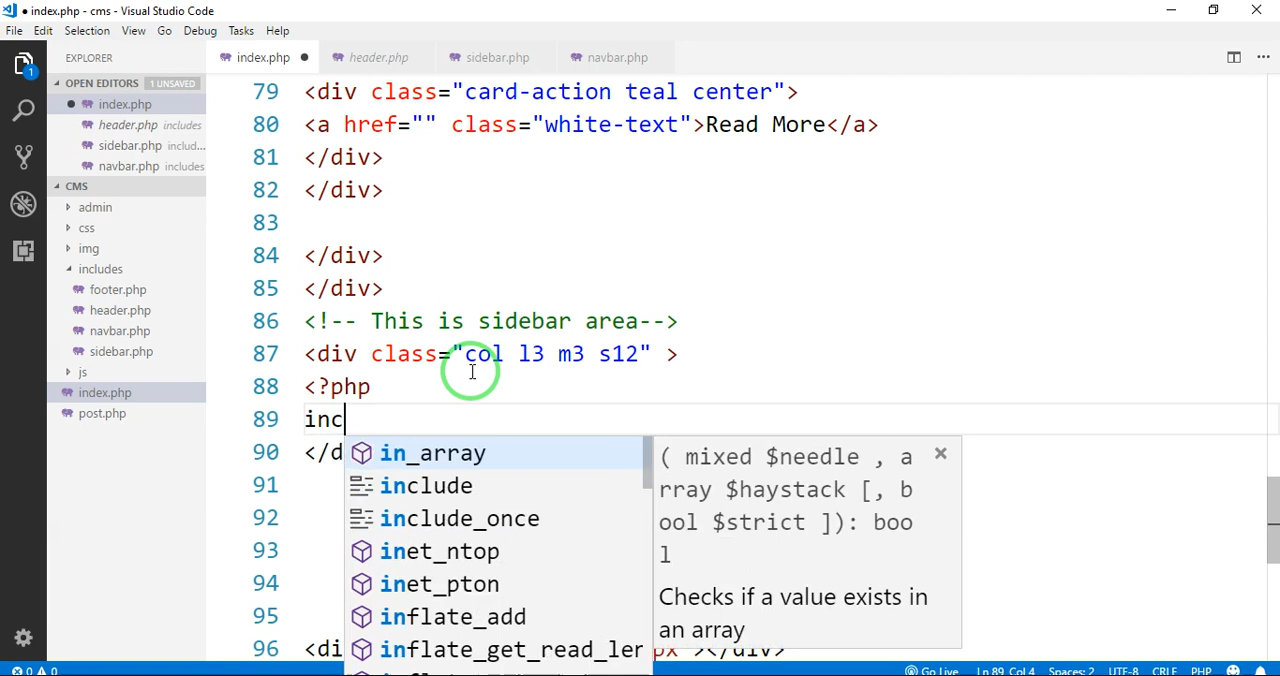 ● index.php - cms - Visual Studio Code
File Edit Selection View Go Debug Tasks Help
EXPLORER
OPEN EDITORS 1 UNSAVED
● index.php
header.php includes
sidebar.php includ...
navbar.php includes
CMS
admin
css
img
includes
footer.php
header.php
navbar.php
sidebar.php
js
index.php
post.php
1
index.php ● header.php sidebar.php navbar.php
79 <div class="card-action teal center">
80 <a href="" class="white-text">Read More</a>
81 </div>
82 </div>
83
84 </div>
85 </div>
86 <!-- This is sidebar area-->
87 <div class="col l3 m3 s12" >
88 <?php
89 inc
90 </d
91
92
93
94
95
96 <di px"></div>
in_array
include
include_once
inet_ntop
inet_pton
inflate_add
inflate_get_read_len
( mixed $needle , a
rray $haystack [, b
ool $strict ]): boo
l
Checks if a value exists in
an array
0 0 Go Live Ln 89, Col 4 Spaces: 2 UTF-8 CRLF PHP